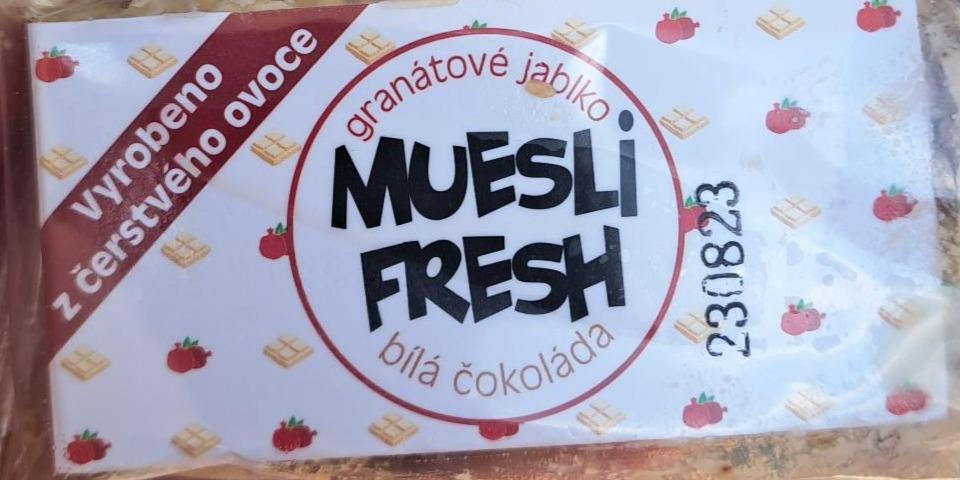 Vyrobeno
z čerstvého ovoce
granátové jablko
MUESLi
FRESH
bílá čokoláda
230823